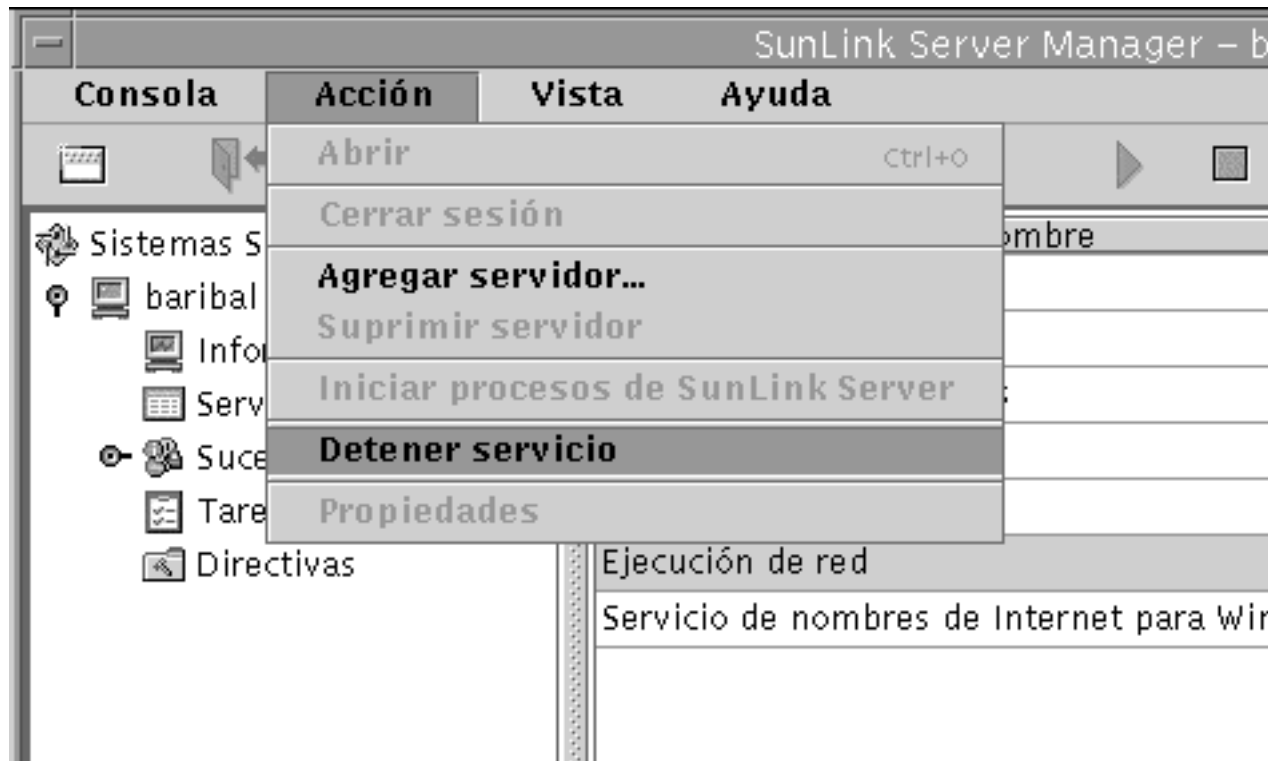 SunLink Server Manager – b
Consola Acción Vista Ayuda
Abrir Ctrl+O
Cerrar sesión
Agregar servidor...
Suprimir servidor
Iniciar procesos de SunLink Server
Detener servicio
Propiedades
ombre
Sistemas S
baribal
Info
Serv
Suce
Tare
Directivas
Ejecución de red
Servicio de nombres de Internet para Win